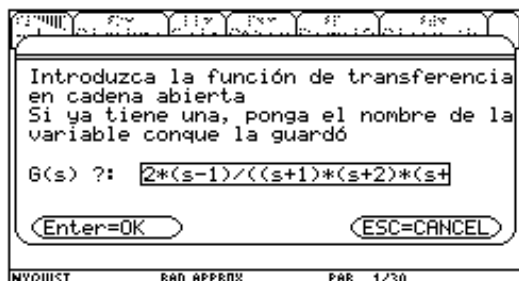 Introduzca la función de transferencia
en cadena abierta
Si ya tiene una, ponga el nombre de la
variable conque la guardó
G(s) ?: 2*(s-1)/((s+1)*(s+2)*(s+
Enter=OK ESC=CANCEL
NYQUIST RAD APPROX PAR 1/30